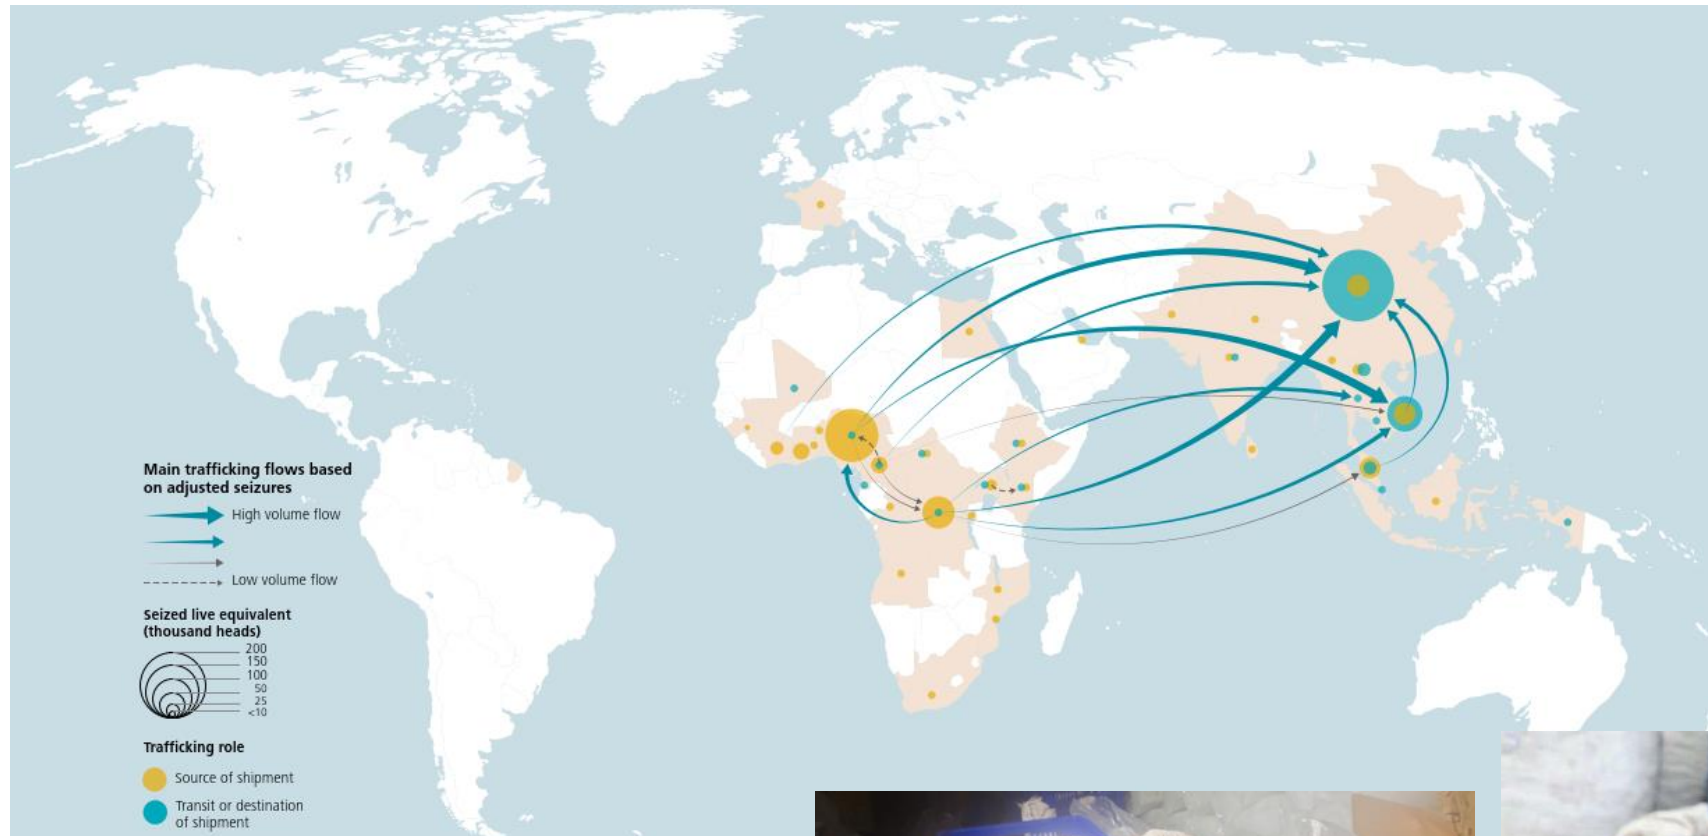 Main trafficking flows based
on adjusted seizures
High volume flow
Low volume flow
Seized live equivalent
(thousand heads)
200
150
100
50
25
<10
Trafficking role
Source of shipment
Transit or destination
of shipment